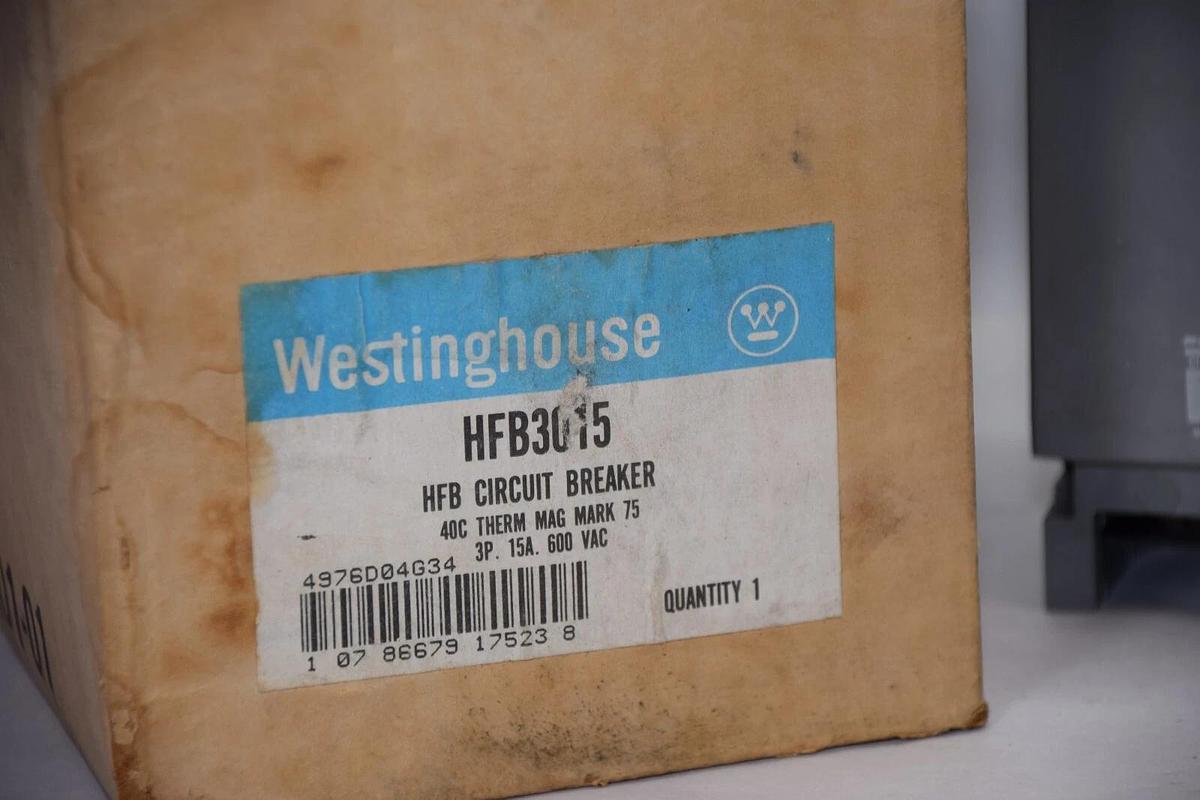 Westinghouse
HFB3015
HFB CIRCUIT BREAKER
40C THERM MAG MARK 75
3P. 15A. 600 VAC
4976D04G34
1 07 86679 17523 8
QUANTITY 1